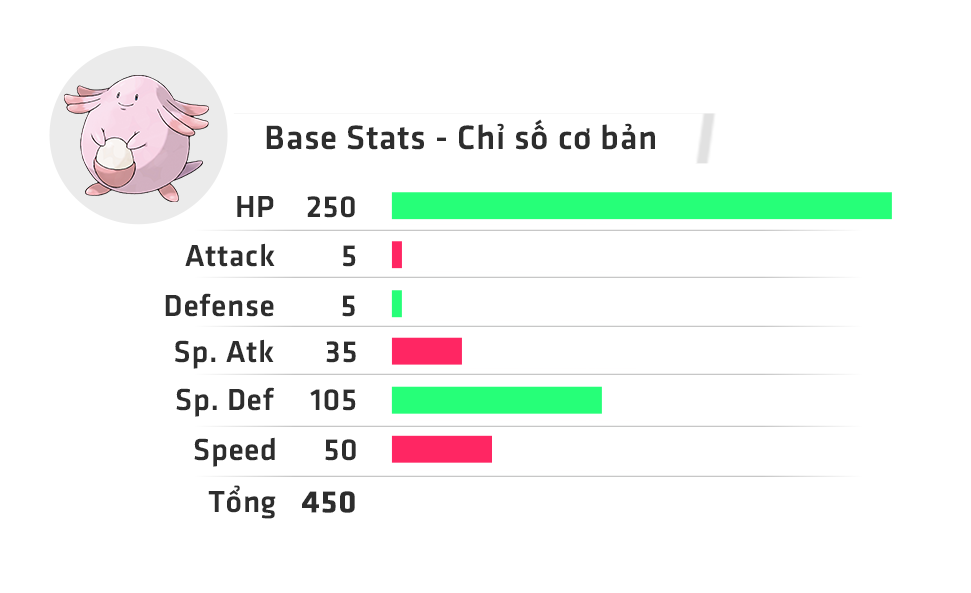 Base Stats - Chỉ số cơ bản
HP 250
Attack 5
Defense 5
Sp. Atk 35
Sp. Def 105
Speed 50
Tổng 450